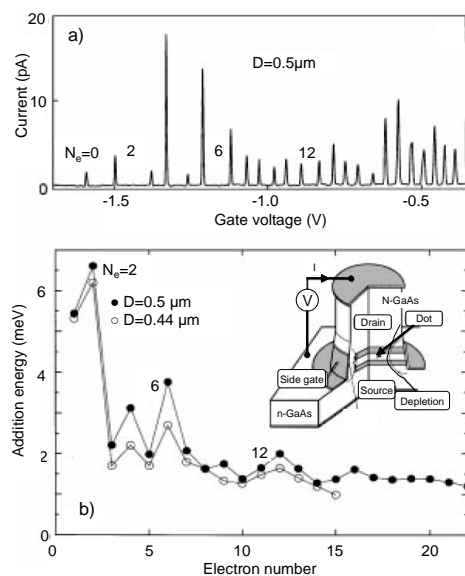 a)
D=0.5μm
Current (pA)
20
10
0
Nₑ=0 2 6 12
-1.5 -1.0 -0.5
Gate voltage (V)
Addition energy (meV)
6
4
2
0
Nₑ=2
D=0.5 μm
D=0.44 μm
6
12
b)
I
V
N-GaAs
Drain
Dot
Side gate
Source
n-GaAs
Depletion
0 5 10 15 20
Electron number